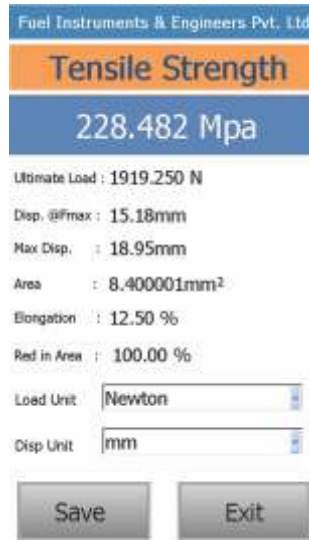 Fuel Instruments & Engineers Pvt. Ltd
Tensile Strength
228.482 Mpa
Ultimate Load : 1919.250 N
Disp. @Fmax : 15.18mm
Max Disp. : 18.95mm
Area : 8.400001mm²
Elongation : 12.50 %
Red in Area : 100.00 %
Load Unit Newton
Disp Unit mm
Save Exit